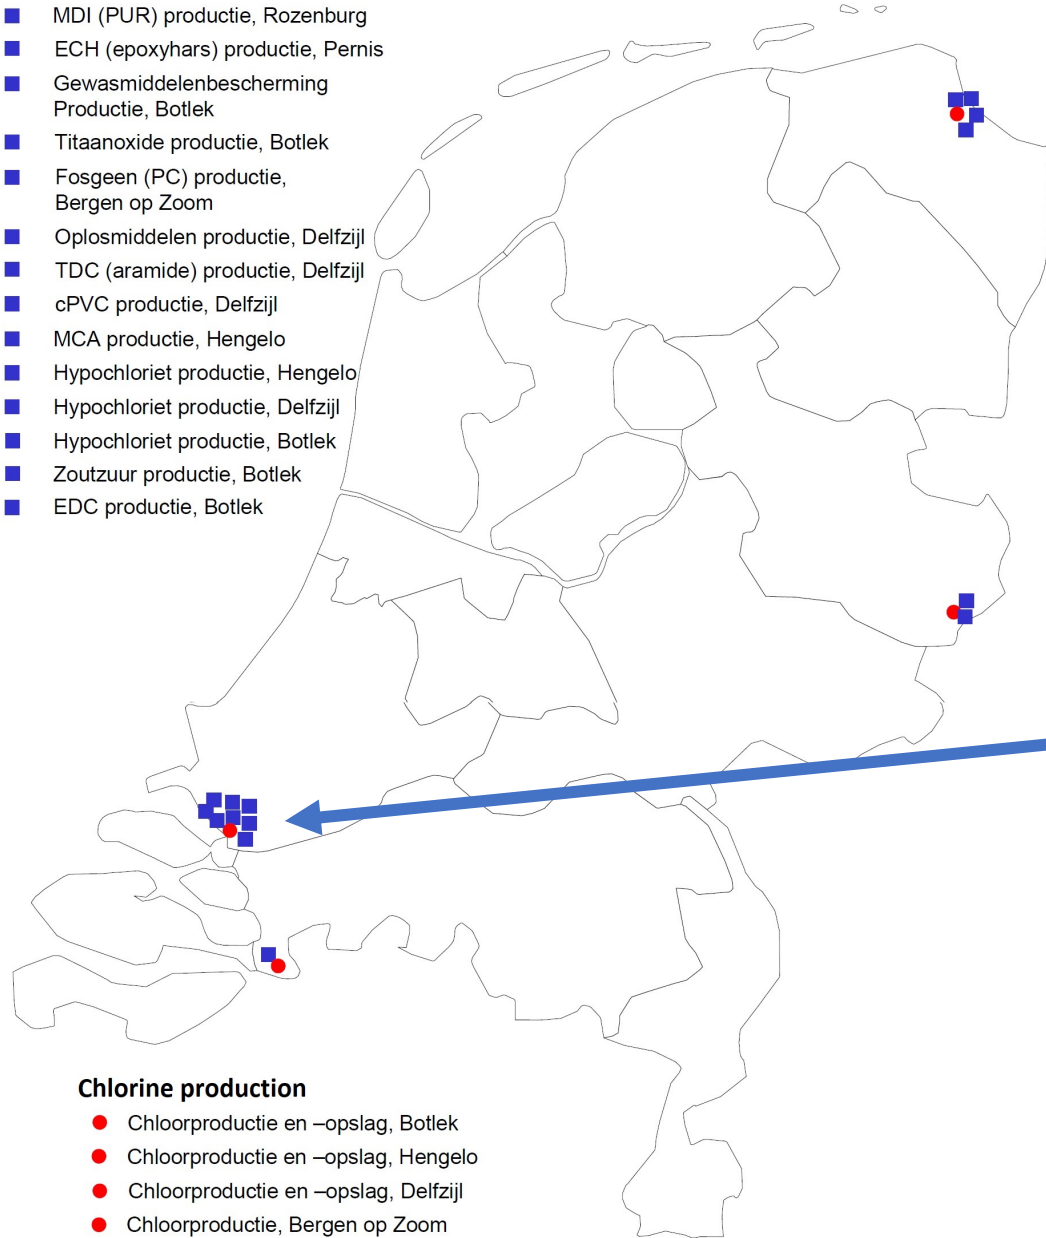 MDI (PUR) productie, Rozenburg
ECH (epoxyhars) productie, Pernis
Gewasmiddelenbescherming
Productie, Botlek
Titaanoxide productie, Botlek
Fosgeen (PC) productie,
Bergen op Zoom
Oplosmiddelen productie, Delfzijl
TDC (aramide) productie, Delfzijl
cPVC productie, Delfzijl
MCA productie, Hengelo
Hypochloriet productie, Hengelo
Hypochloriet productie, Delfzijl
Hypochloriet productie, Botlek
Zoutzuur productie, Botlek
EDC productie, Botlek
Chlorine production
Chloorproductie en –opslag, Botlek
Chloorproductie en –opslag, Hengelo
Chloorproductie en –opslag, Delfzijl
Chloorproductie, Bergen op Zoom